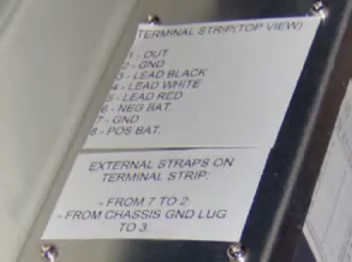 TERMINAL STRIP(TOP VIEW)
1 - OUT
2 - GND
3 - LEAD BLACK
4 - LEAD WHITE
5 - LEAD RED
6 - NEG BAT.
7 - GND
8 - POS BAT.
EXTERNAL STRAPS ON
TERMINAL STRIP:
- FROM 7 TO 2
- FROM CHASSIS GND LUG
TO 3